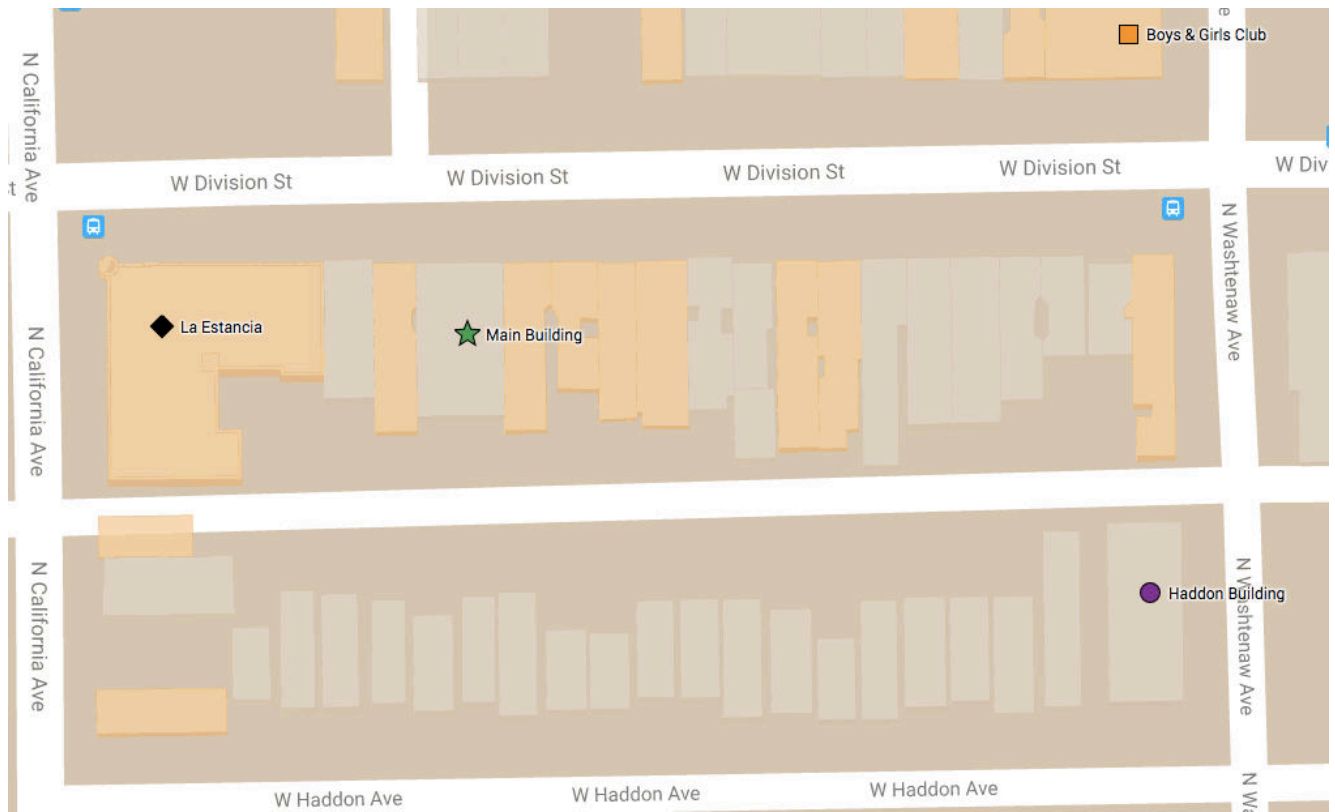 Boys & Girls Club
N California Ave
W Division St
W Division St
W Division St
W Division St
W Div
La Estancia
Main Building
N California Ave
N Washtenaw Ave
N California Ave
Haddon Building
N Washtenaw Ave
W Haddon Ave
W Haddon Ave
W Haddon Ave
N Wa